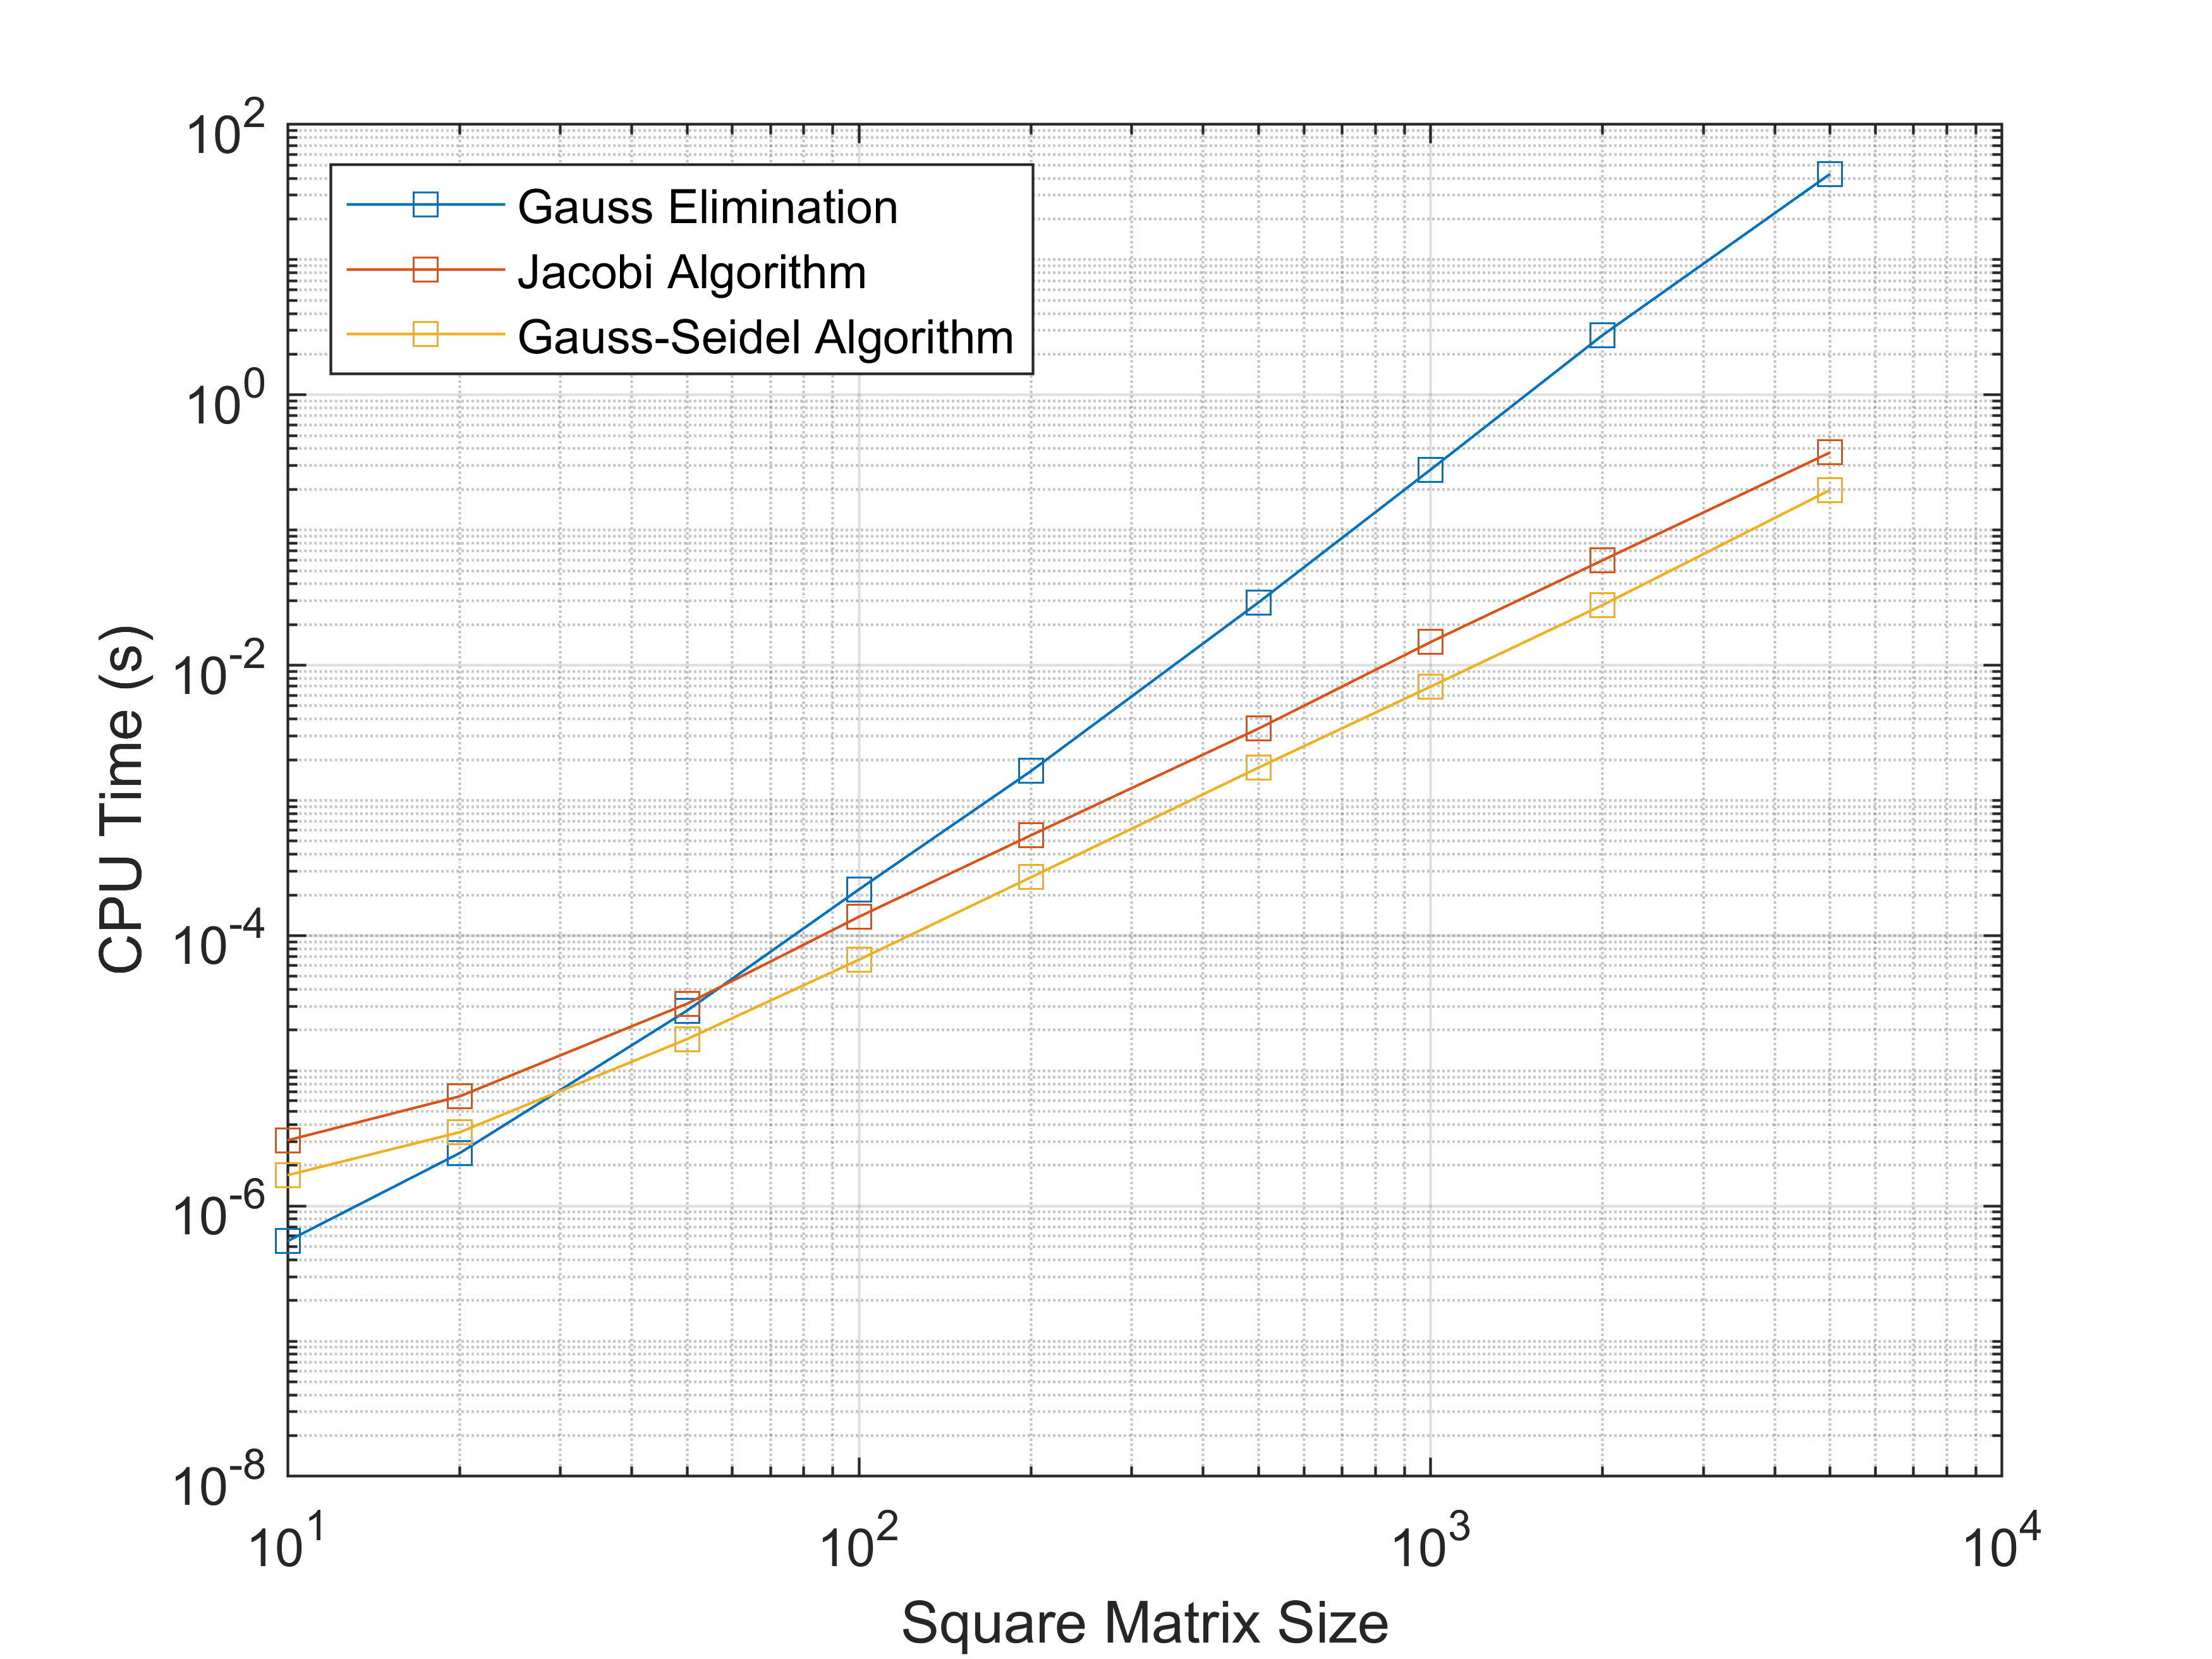 10^2
Gauss Elimination
Jacobi Algorithm
Gauss-Seidel Algorithm
10^0
10^-2
10^-4
10^-6
10^-8
CPU Time (s)
10^1 10^2 10^3 10^4
Square Matrix Size